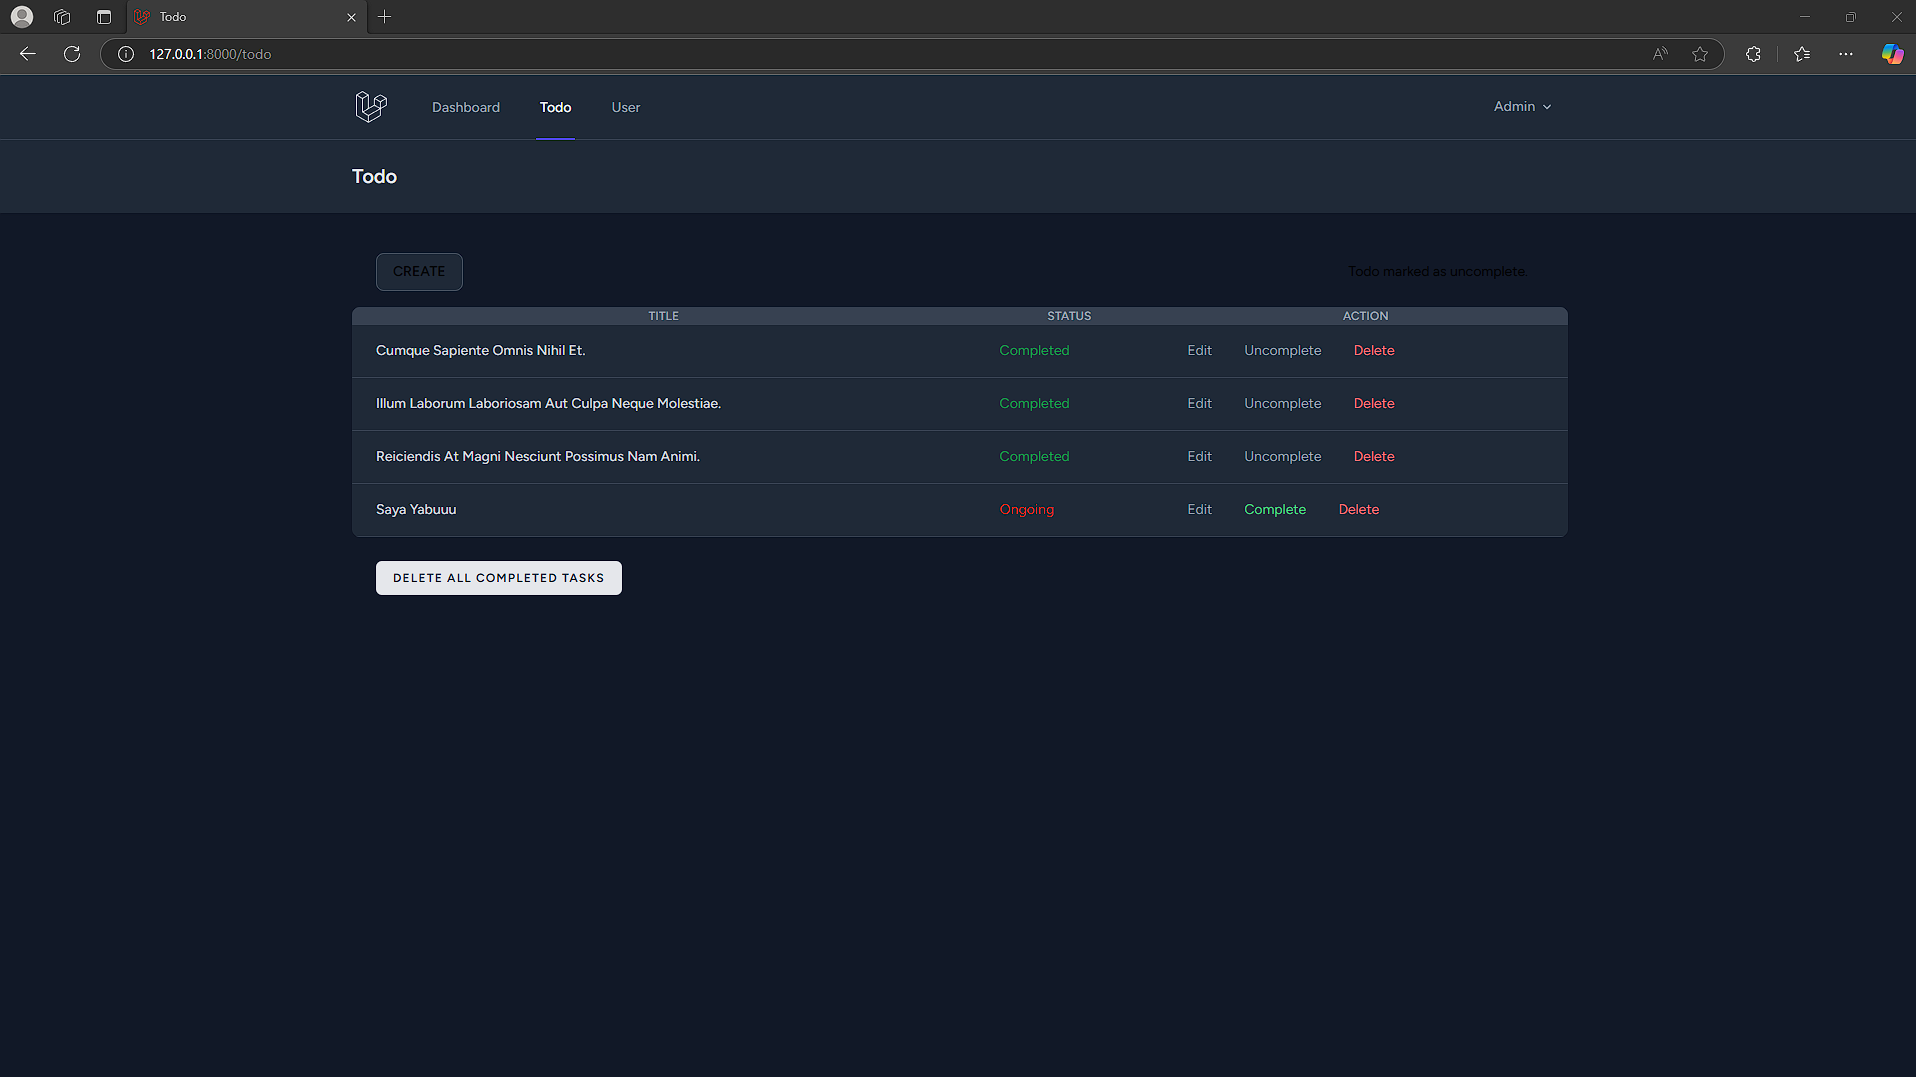 Todo
127.0.0.1:8000/todo
Dashboard Todo User Admin
Todo
CREATE Todo marked as uncomplete.
TITLE STATUS ACTION
Cumque Sapiente Omnis Nihil Et. Completed Edit Uncomplete Delete
Illum Laborum Laboriosam Aut Culpa Neque Molestiae. Completed Edit Uncomplete Delete
Reiciendis At Magni Nesciunt Possimus Nam Animi. Completed Edit Uncomplete Delete
Saya Yabuuu Ongoing Edit Complete Delete
DELETE ALL COMPLETED TASKS